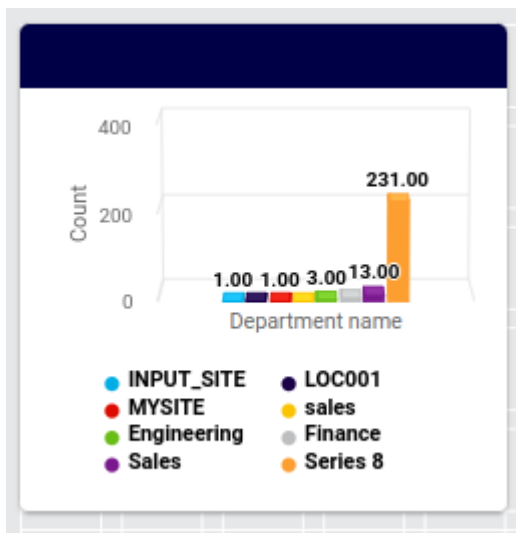 400
200
0
Count
231.00
1.00 1.00 3.00 13.00
Department name
INPUT_SITE LOC001
MYSITE sales
Engineering Finance
Sales Series 8